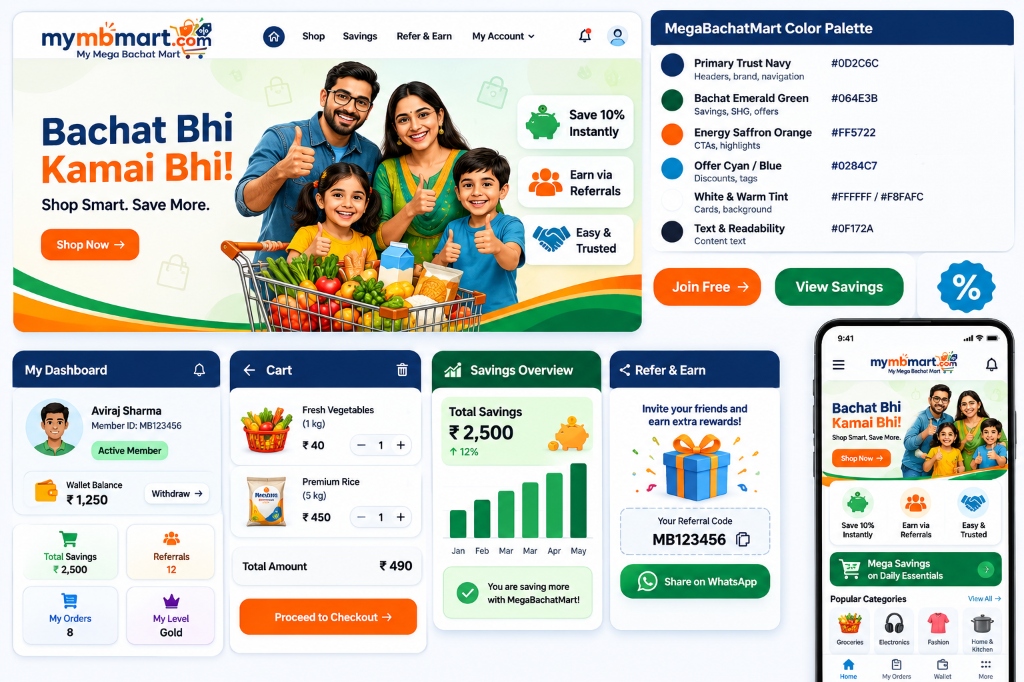 mymbmart.com
My Mega Bachat Mart
Shop
Savings
Refer & Earn
My Account
Bachat Bhi
Kamai Bhi!
Shop Smart. Save More.
Shop Now →
Save 10%
Instantly
Earn via
Referrals
Easy &
Trusted
MegaBachatMart Color Palette
Primary Trust Navy #0D2C6C
Headers, brand, navigation
Bachat Emerald Green #064E3B
Savings, SHG, offers
Energy Saffron Orange #FF5722
CTAs, highlights
Offer Cyan / Blue #0284C7
Discounts, tags
White & Warm Tint #FFFFFF / #F8FAFC
Cards, background
Text & Readability #0F172A
Content text
Join Free →
View Savings
%
My Dashboard
Aviraj Sharma
Member ID: MB123456
Active Member
Wallet Balance
₹ 1,250
Withdraw →
Total Savings
₹ 2,500
Referrals
12
My Orders
8
My Level
Gold
← Cart
Fresh Vegetables
(1 kg)
₹ 40
− 1 +
Premium Rice
(5 kg)
₹ 450
− 1 +
Total Amount ₹ 490
Proceed to Checkout →
Savings Overview
Total Savings
₹ 2,500
↑ 12%
Jan Feb Mar Mar Apr May
You are saving more
with MegaBachatMart!
Refer & Earn
Invite your friends and
earn extra rewards!
Your Referral Code
MB123456
Share on WhatsApp
9:41
mymbmart.com
My Mega Bachat Mart
Bachat Bhi
Kamai Bhi!
Shop Smart, Save More.
Shop Now →
Save 10%
Instantly
Earn via
Referrals
Easy &
Trusted
Mega Savings
on Daily Essentials
Popular Categories
View All →
Groceries
Electronics
Fashion
Home &
Kitchen
Home
My Orders
Wallet
More